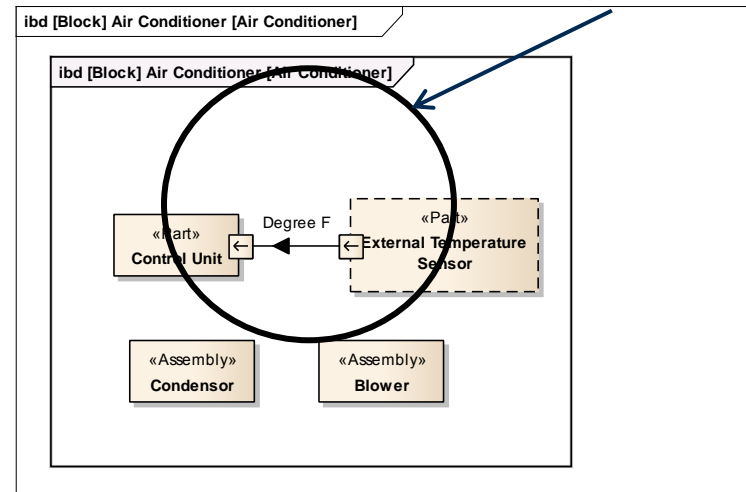 ibd [Block] Air Conditioner [Air Conditioner]
ibd [Block] Air Conditioner [Air Conditioner]
Degree F
«Part»
Control Unit
«Part»
External Temperature
Sensor
«Assembly»
Condensor
«Assembly»
Blower